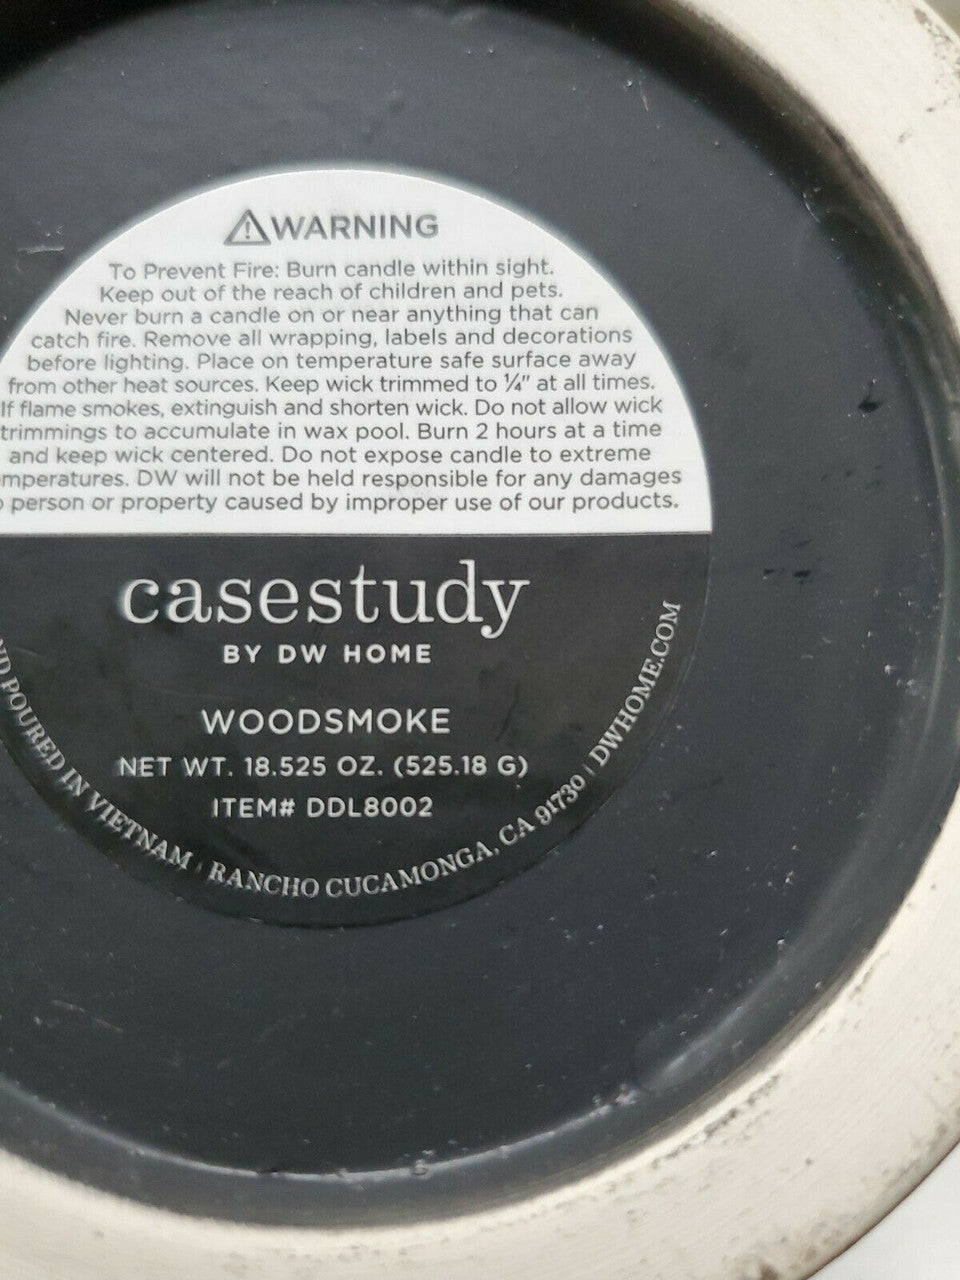 WARNING
To Prevent Fire: Burn candle within sight.
Keep out of the reach of children and pets.
Never burn a candle on or near anything that can
catch fire. Remove all wrapping, labels and decorations
before lighting. Place on temperature safe surface away
from other heat sources. Keep wick trimmed to ¼" at all times.
If flame smokes, extinguish and shorten wick. Do not allow wick
trimmings to accumulate in wax pool. Burn 2 hours at a time
and keep wick centered. Do not expose candle to extreme
mperatures. DW will not be held responsible for any damages
o person or property caused by improper use of our products.
casestudy
BY DW HOME
WOODSMOKE
NET WT. 18.525 OZ. (525.18 G)
ITEM# DDL8002
ND POURED IN VIETNAM | RANCHO CUCAMONGA, CA 91730 | DWHOME.COM